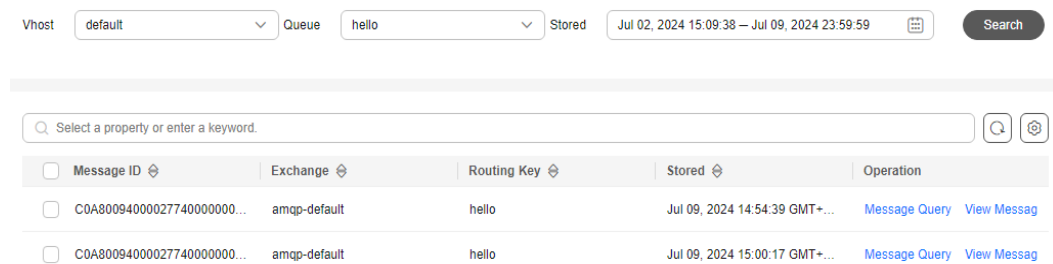 Vhost default Queue hello Stored Jul 02, 2024 15:09:38 — Jul 09, 2024 23:59:59 Search
Select a property or enter a keyword.
Message ID Exchange Routing Key Stored Operation
C0A80094000027740000000... amqp-default hello Jul 09, 2024 14:54:39 GMT+... Message Query View Messag
C0A80094000027740000000... amqp-default hello Jul 09, 2024 15:00:17 GMT+... Message Query View Messag